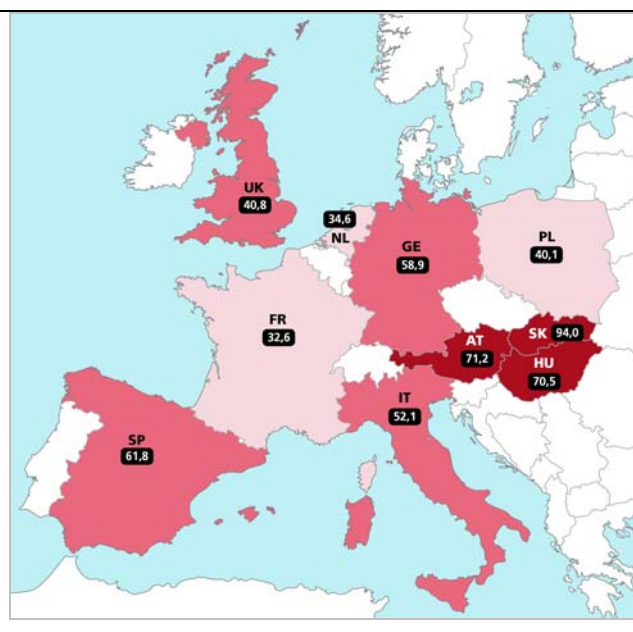 UK
40,8
34,6
NL
GE
58,9
PL
40,1
FR
32,6
AT
71,2
SK 94,0
HU
70,5
IT
52,1
SP
61,8